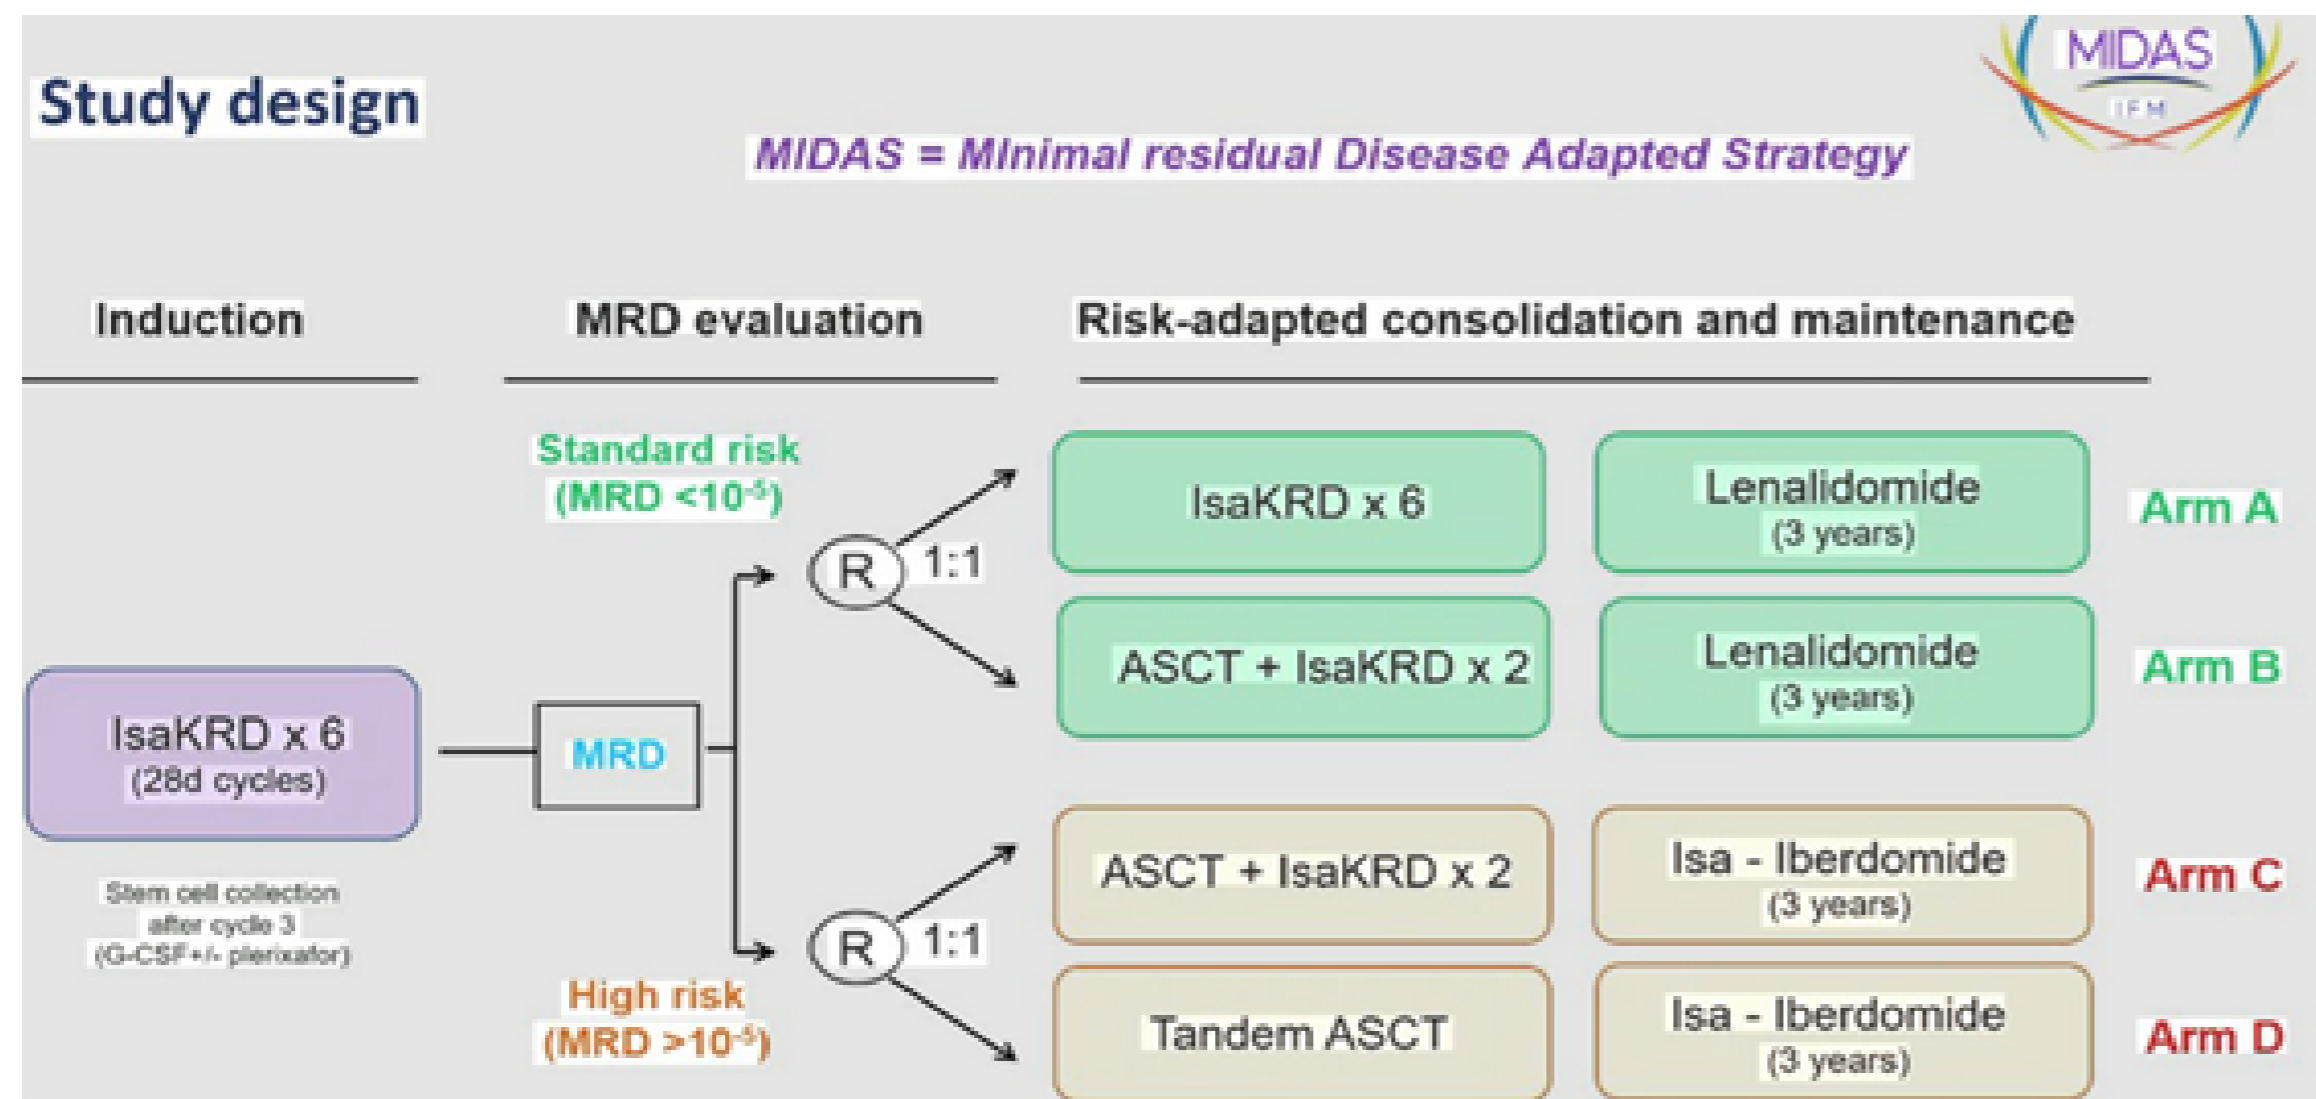 MIDAS
IFM
Study design
MIDAS = MInimal residual Disease Adapted Strategy
Induction
MRD evaluation
Risk-adapted consolidation and maintenance
Standard risk
(MRD <10⁻⁵)
R
1:1
IsaKRD x 6
Lenalidomide
(3 years)
Arm A
ASCT + IsaKRD x 2
Lenalidomide
(3 years)
Arm B
IsaKRD x 6
(28d cycles)
MRD
Stem cell collection
after cycle 3
(G-CSF+/- plerixafor)
High risk
(MRD >10⁻⁵)
R
1:1
ASCT + IsaKRD x 2
Isa - Iberdomide
(3 years)
Arm C
Tandem ASCT
Isa - Iberdomide
(3 years)
Arm D